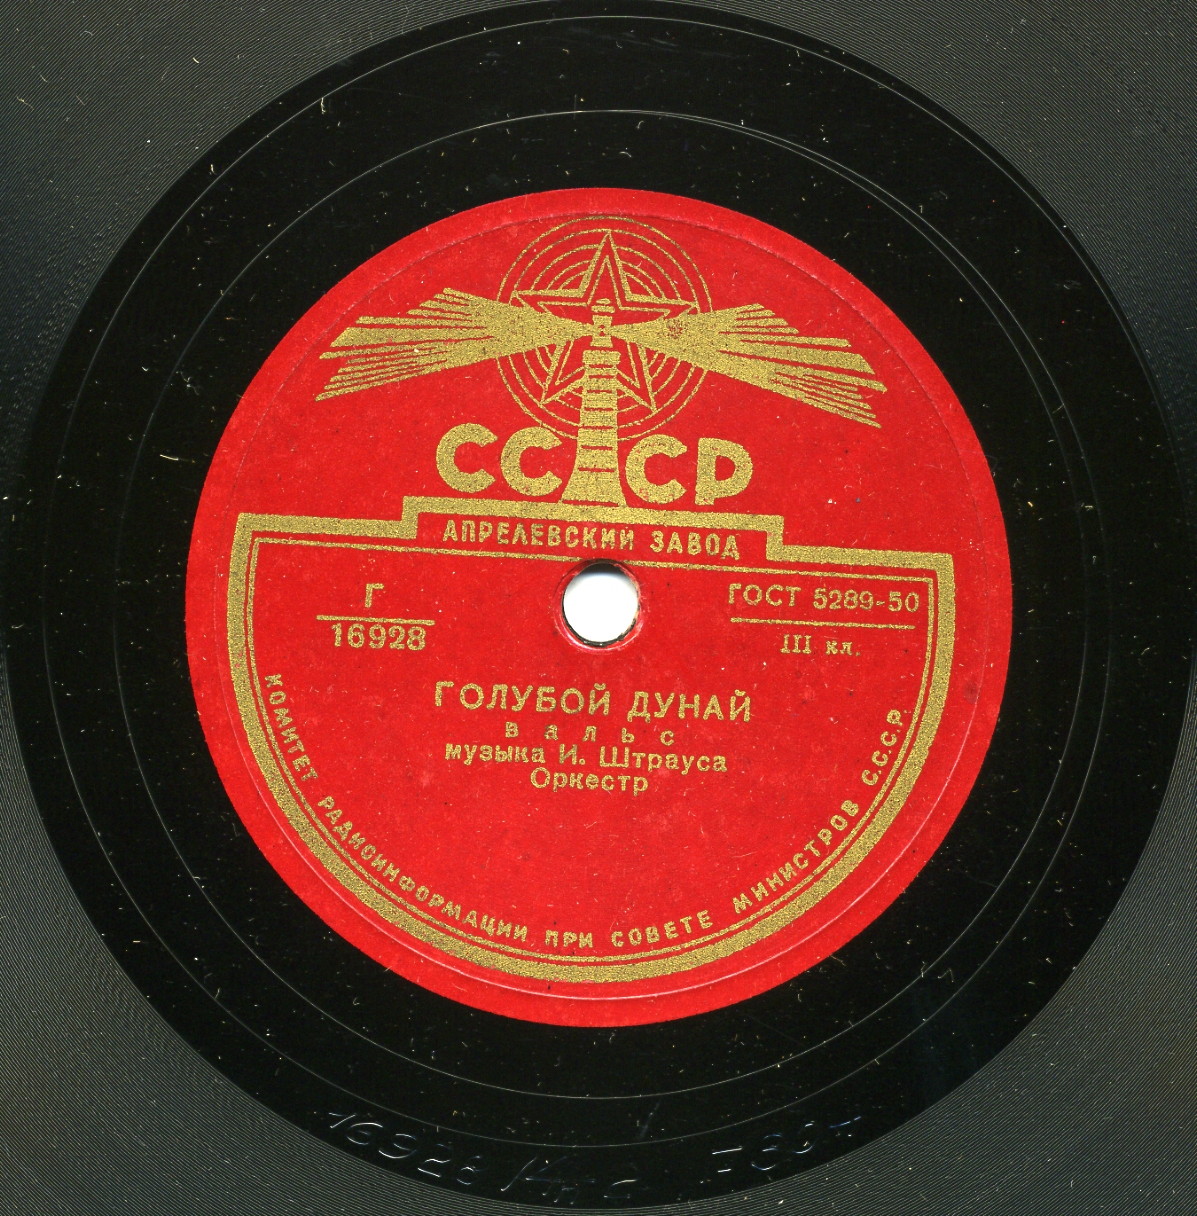 СССР
АПРЕЛЕВСКИЙ ЗАВОД
Г
16928
ГОСТ 5289-50
III кл.
ГОЛУБОЙ ДУНАЙ
вальс
музыка И. Штрауса
Оркестр
КОМИТЕТ РАДИОИНФОРМАЦИИ ПРИ СОВЕТЕ МИНИСТРОВ С.С.С.Р.
16928